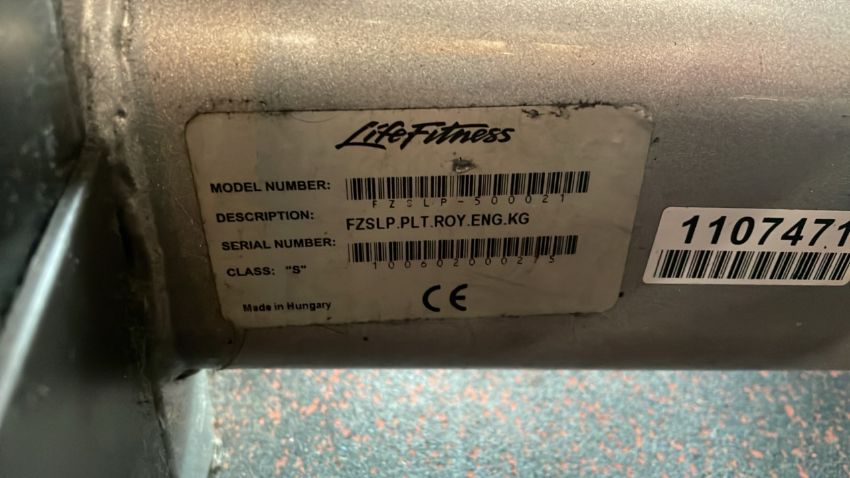 LifeFitness
MODEL NUMBER:
FZSLP-500021
DESCRIPTION: FZSLP.PLT.ROY.ENG.KG
SERIAL NUMBER:
CLASS: "S"
Made in Hungary
CE
1107471